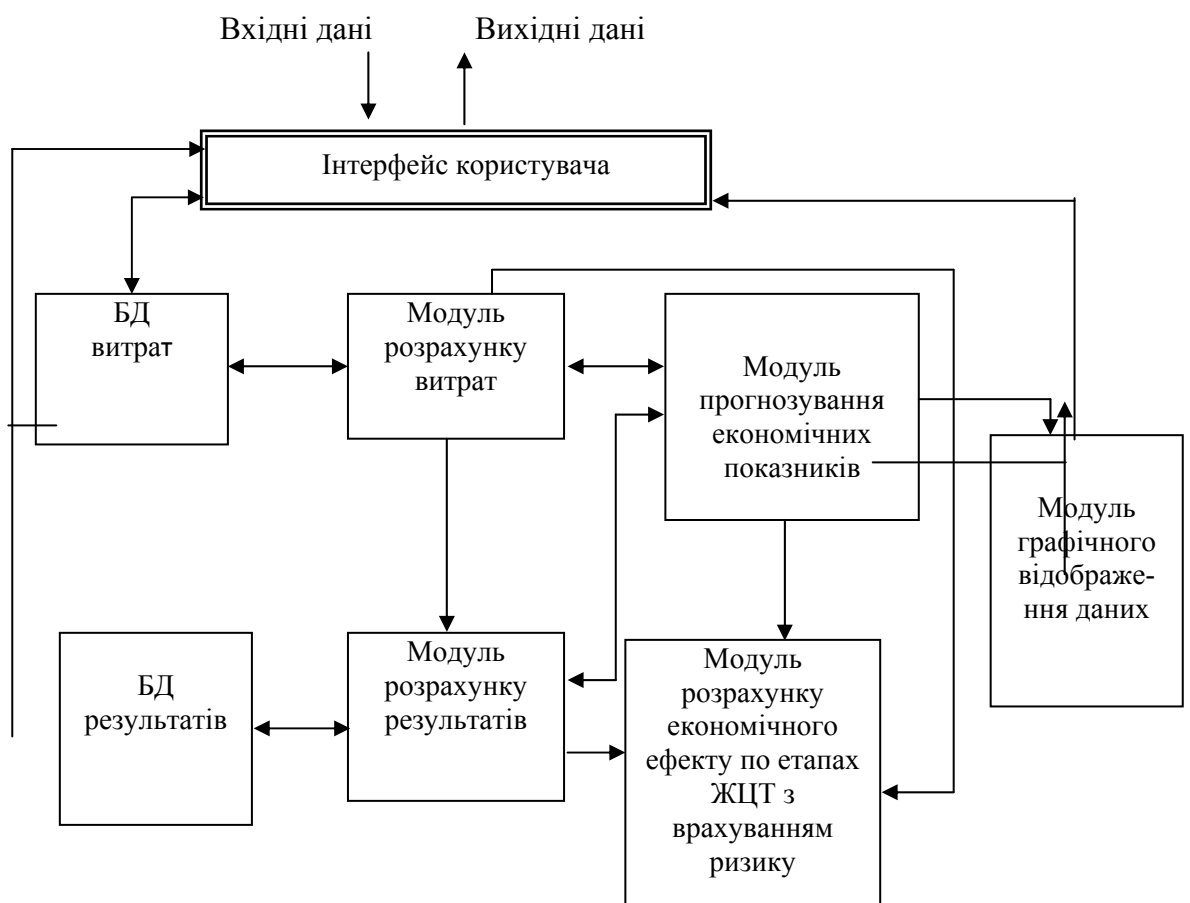 Вхідні дані
Вихідні дані
Інтерфейс користувача
БД
витрат
Модуль
розрахунку
витрат
Модуль
прогнозування
економічних
показників
Модуль
графічного
відображе-
ння даних
БД
результатів
Модуль
розрахунку
результатів
Модуль
розрахунку
економічного
ефекту по етапах
ЖЦТ з
врахуванням
ризику